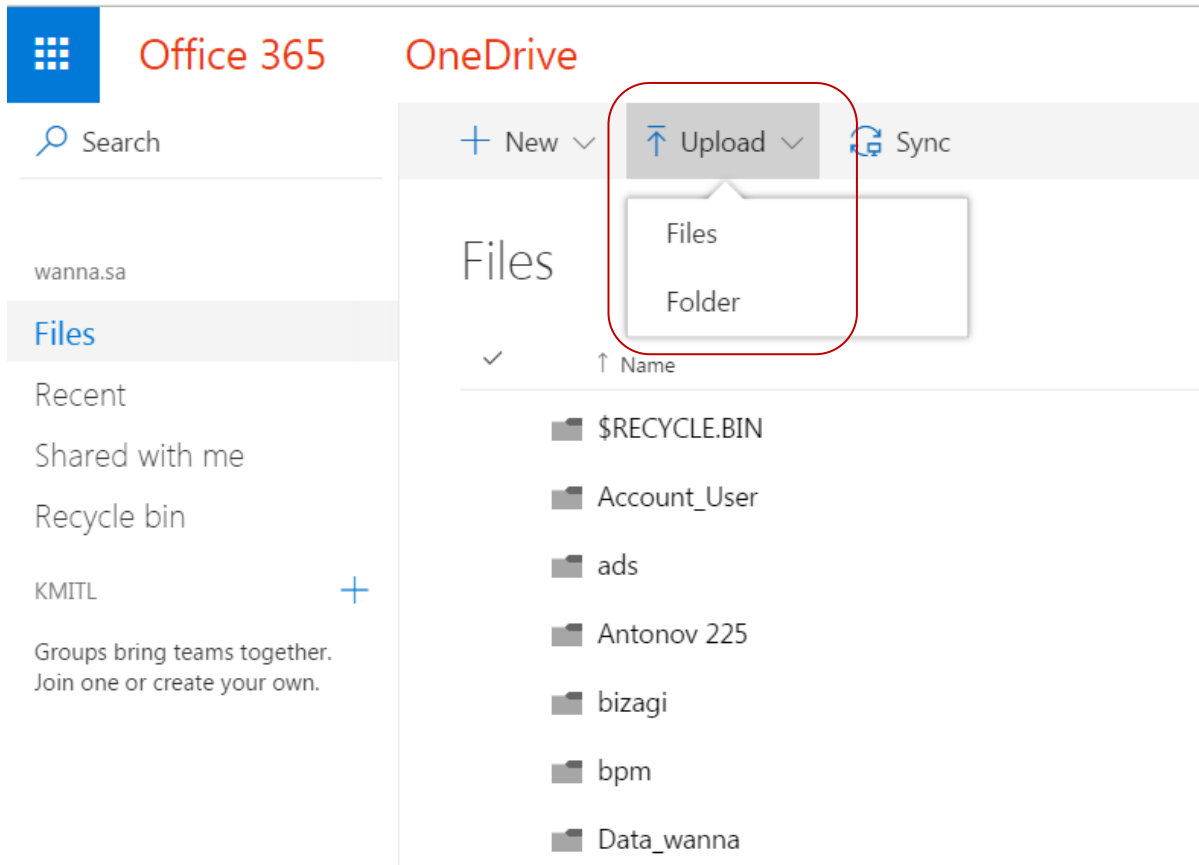 Office 365 OneDrive
Search
New Upload Sync
Files
Folder
wanna.sa
Files
Recent
Shared with me
Recycle bin
KMITL
Groups bring teams together.
Join one or create your own.
Files
Name
$RECYCLE.BIN
Account_User
ads
Antonov 225
bizagi
bpm
Data_wanna